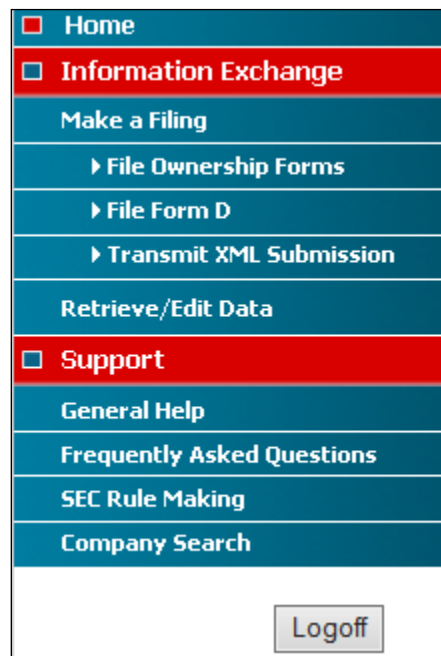 Home
Information Exchange
Make a Filing
File Ownership Forms
File Form D
Transmit XML Submission
Retrieve/Edit Data
Support
General Help
Frequently Asked Questions
SEC Rule Making
Company Search
Logoff